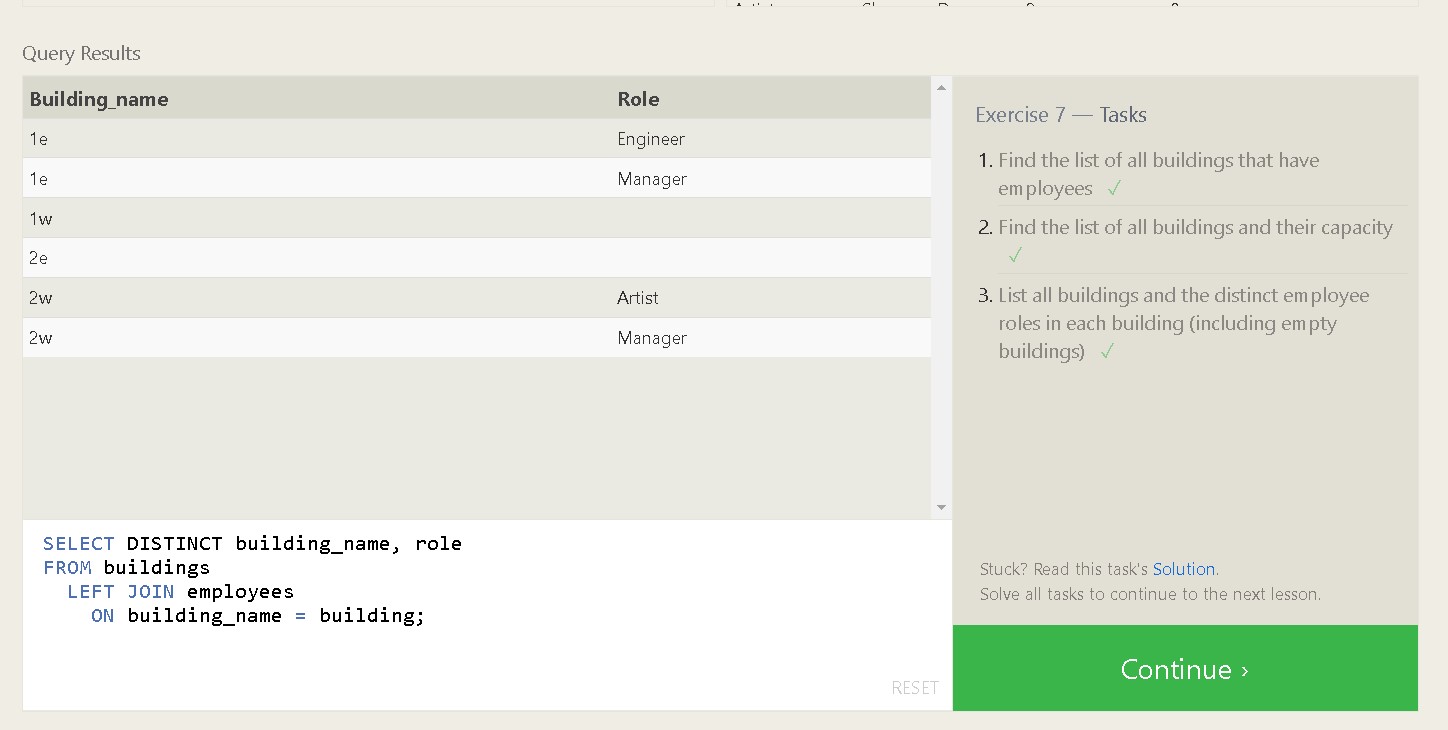 Query Results
Building_name Role
1e Engineer
1e Manager
1w
2e
2w Artist
2w Manager
SELECT DISTINCT building_name, role
FROM buildings
LEFT JOIN employees
ON building_name = building;
RESET
Exercise 7 — Tasks
1. Find the list of all buildings that have
employees ✓
2. Find the list of all buildings and their capacity
✓
3. List all buildings and the distinct employee
roles in each building (including empty
buildings) ✓
Stuck? Read this task's Solution.
Solve all tasks to continue to the next lesson.
Continue ›